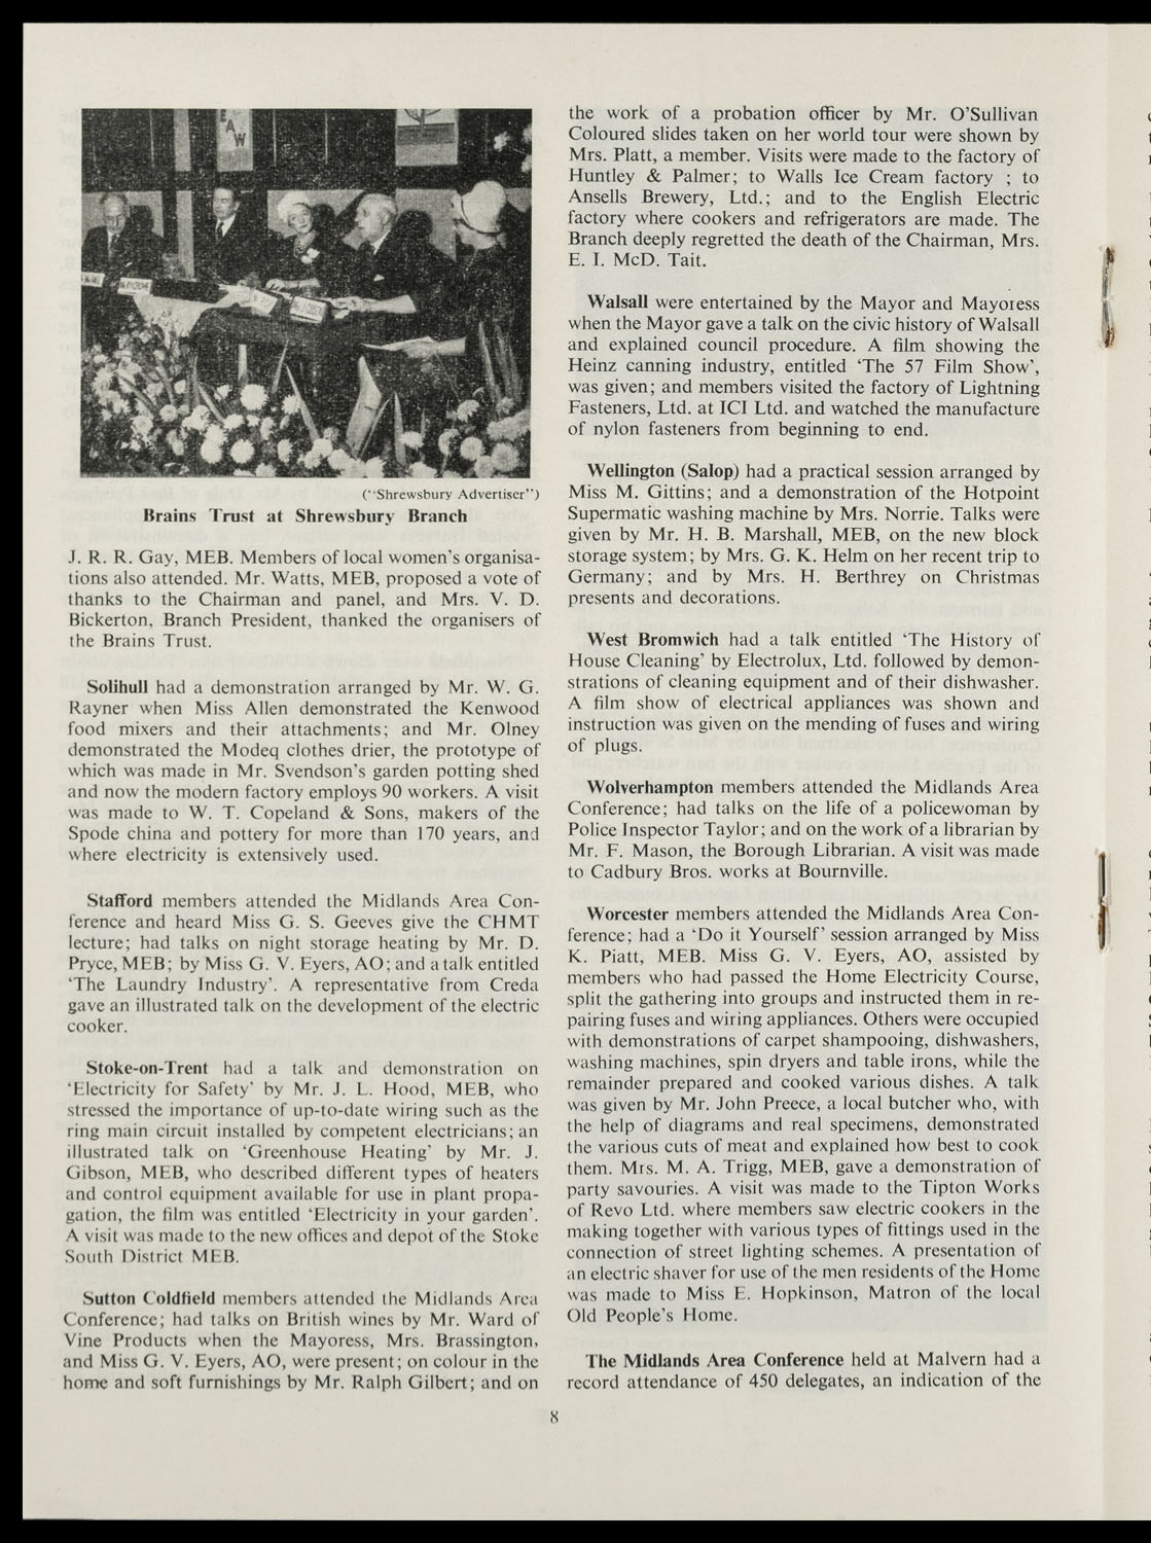 EAW
("Shrewsbury Advertiser")
Brains Trust at Shrewsbury Branch
J. R. R. Gay, MEB. Members of local women's organisa-
tions also attended. Mr. Watts, MEB, proposed a vote of
thanks to the Chairman and panel, and Mrs. V. D.
Bickerton, Branch President, thanked the organisers of
the Brains Trust.
Solihull had a demonstration arranged by Mr. W. G.
Rayner when Miss Allen demonstrated the Kenwood
food mixers and their attachments; and Mr. Olney
demonstrated the Modeq clothes drier, the prototype of
which was made in Mr. Svendson's garden potting shed
and now the modern factory employs 90 workers. A visit
was made to W. T. Copeland & Sons, makers of the
Spode china and pottery for more than 170 years, and
where electricity is extensively used.
Stafford members attended the Midlands Area Con-
ference and heard Miss G. S. Geeves give the CHMT
lecture; had talks on night storage heating by Mr. D.
Pryce, MEB; by Miss G. V. Eyers, AO; and a talk entitled
'The Laundry Industry'. A representative from Creda
gave an illustrated talk on the development of the electric
cooker.
Stoke-on-Trent had a talk and demonstration on
'Electricity for Safety' by Mr. J. L. Hood, MEB, who
stressed the importance of up-to-date wiring such as the
ring main circuit installed by competent electricians; an
illustrated talk on 'Greenhouse Heating' by Mr. J.
Gibson, MEB, who described different types of heaters
and control equipment available for use in plant propa-
gation, the film was entitled 'Electricity in your garden'.
A visit was made to the new offices and depot of the Stoke
South District MEB.
Sutton Coldfield members attended the Midlands Area
Conference; had talks on British wines by Mr. Ward of
Vine Products when the Mayoress, Mrs. Brassington,
and Miss G. V. Eyers, AO, were present; on colour in the
home and soft furnishings by Mr. Ralph Gilbert; and on
the work of a probation officer by Mr. O'Sullivan
Coloured slides taken on her world tour were shown by
Mrs. Platt, a member. Visits were made to the factory of
Huntley & Palmer; to Walls Ice Cream factory ; to
Ansells Brewery, Ltd.; and to the English Electric
factory where cookers and refrigerators are made. The
Branch deeply regretted the death of the Chairman, Mrs.
E. I. McD. Tait.
Walsall were entertained by the Mayor and Mayoress
when the Mayor gave a talk on the civic history of Walsall
and explained council procedure. A film showing the
Heinz canning industry, entitled 'The 57 Film Show',
was given; and members visited the factory of Lightning
Fasteners, Ltd. at ICI Ltd. and watched the manufacture
of nylon fasteners from beginning to end.
Wellington (Salop) had a practical session arranged by
Miss M. Gittins; and a demonstration of the Hotpoint
Supermatic washing machine by Mrs. Norrie. Talks were
given by Mr. H. B. Marshall, MEB, on the new block
storage system; by Mrs. G. K. Helm on her recent trip to
Germany; and by Mrs. H. Berthrey on Christmas
presents and decorations.
West Bromwich had a talk entitled 'The History of
House Cleaning' by Electrolux, Ltd. followed by demon-
strations of cleaning equipment and of their dishwasher.
A film show of electrical appliances was shown and
instruction was given on the mending of fuses and wiring
of plugs.
Wolverhampton members attended the Midlands Area
Conference; had talks on the life of a policewoman by
Police Inspector Taylor; and on the work of a librarian by
Mr. F. Mason, the Borough Librarian. A visit was made
to Cadbury Bros. works at Bournville.
Worcester members attended the Midlands Area Con-
ference; had a 'Do it Yourself' session arranged by Miss
K. Piatt, MEB. Miss G. V. Eyers, AO, assisted by
members who had passed the Home Electricity Course,
split the gathering into groups and instructed them in re-
pairing fuses and wiring appliances. Others were occupied
with demonstrations of carpet shampooing, dishwashers,
washing machines, spin dryers and table irons, while the
remainder prepared and cooked various dishes. A talk
was given by Mr. John Preece, a local butcher who, with
the help of diagrams and real specimens, demonstrated
the various cuts of meat and explained how best to cook
them. Mrs. M. A. Trigg, MEB, gave a demonstration of
party savouries. A visit was made to the Tipton Works
of Revo Ltd. where members saw electric cookers in the
making together with various types of fittings used in the
connection of street lighting schemes. A presentation of
an electric shaver for use of the men residents of the Home
was made to Miss E. Hopkinson, Matron of the local
Old People's Home.
The Midlands Area Conference held at Malvern had a
record attendance of 450 delegates, an indication of the
8